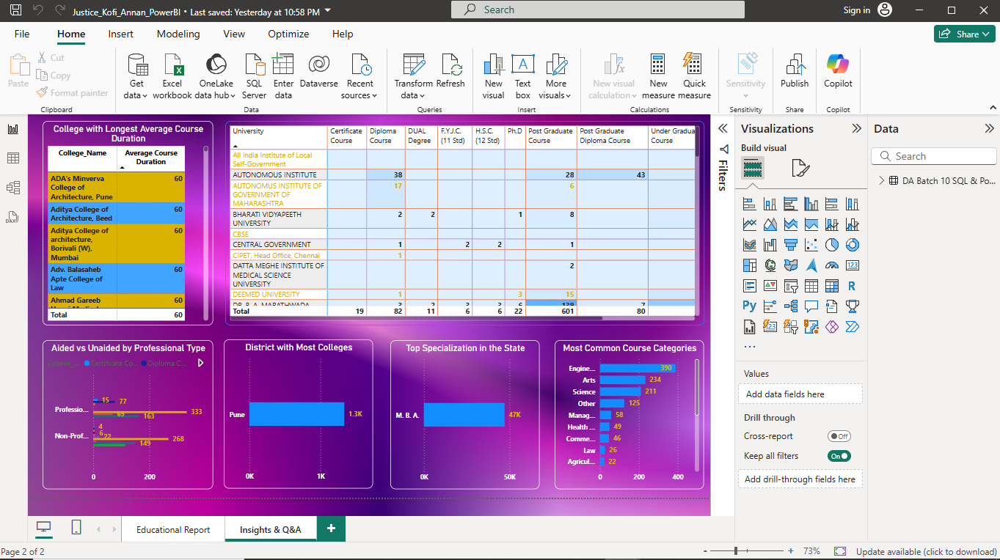 Justice_Kofi_Annan_PowerBI • Last saved: Yesterday at 10:58 PM
Search
Sign in
File Home Insert Modeling View Optimize Help
Share
Paste
Cut
Copy
Format painter
Get data
Excel workbook
OneLake data hub
SQL Server
Enter data
Dataverse
Recent sources
Transform data
Refresh
New visual
Text box
More visuals
New visual calculation
New measure
Quick measure
Sensitivity
Publish
Copilot
Clipboard Data Queries Insert Calculations Sensitivity Share Copilot
College with Longest Average Course
Duration
College_Name Average Course
Duration
ADA's Minverva 60
College of
Architecture, Pune
Aditya College of 60
Architecture, Beed
Aditya College of 60
architecture,
Borivali (W),
Mumbai
Adv. Balasaheb 60
Apte College of
Law
Ahmad Gareeb 60
Total 60
University Certificate Course Diploma Course DUAL Degree F.Y.J.C. (11 Std) H.S.C. (12 Std) Ph.D Post Graduate Course Post Graduate Diploma Course Under Gradua Course
All India Institute of Local
Self-Government
AUTONOMOUS INSTITUTE 38 28 43
AUTONOMUS INSTITUTE OF 17 6
GOVERNMENT OF
MAHARASHTRA
BHARATI VIDYAPEETH 2 2 1 8
UNIVERSITY
CBSE
CENTRAL GOVERNMENT 1 2 2 1
CIPET, Head Office, Chennai 1
DATTA MEGHE INSTITUTE OF 2
MEDICAL SCIENCE
UNIVERSITY
DEEMED UNIVERSITY 1 3 15
Total 19 82 11 6 6 22 601 80
Aided vs Unaided by Professional Type
Course_... Certificate Co... Diploma C...
15
77
Professio... 333
65
163
4
6
22
Non-Prof... 268
149
0 200
District with Most Colleges
Pune 1.3K
0K 1K
Top Specialization in the State
M. B. A. 47K
0K 50K
Most Common Course Categories
Engine... 390
Arts 234
Science 211
Other 125
Manag... 58
Health ... 49
Comme... 46
Law 26
Agricul... 22
0 200 400
Filters
Visualizations
Build visual
Values
Add data fields here
Drill through
Cross-report Off
Keep all filters On
Add drill-through fields here
Data
Search
DA Batch 10 SQL & Po...
Educational Report
Insights & Q&A
Page 2 of 2
- + 73%
Update available (click to download)